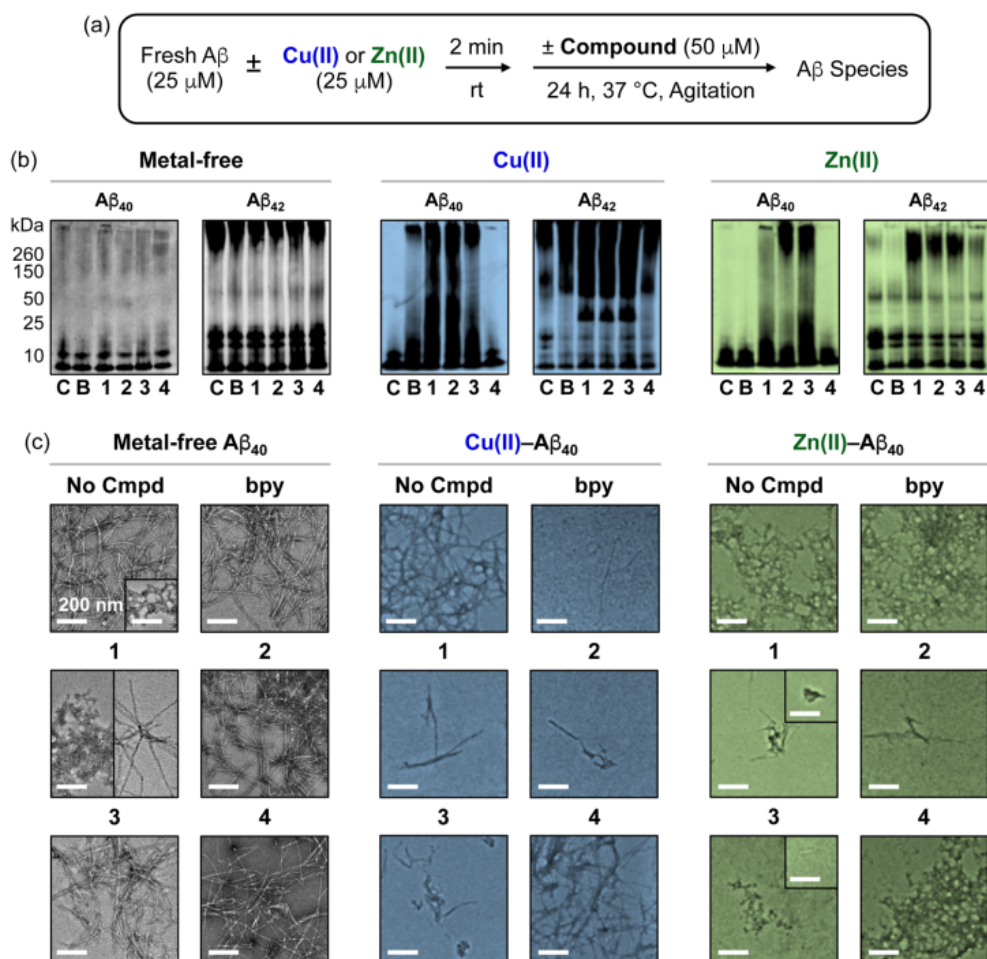 (a)
Fresh Aβ ± Cu(II) or Zn(II) 2 min ± Compound (50 μM) Aβ Species
(25 μM) (25 μM) rt 24 h, 37 °C, Agitation
(b) Metal-free Cu(II) Zn(II)
Aβ40 Aβ42 Aβ40 Aβ42 Aβ40 Aβ42
kDa
260
150
50
25
10
C B 1 2 3 4 C B 1 2 3 4 C B 1 2 3 4 C B 1 2 3 4 C B 1 2 3 4 C B 1 2 3 4
(c) Metal-free Aβ40 Cu(II)–Aβ40 Zn(II)–Aβ40
No Cmpd bpy No Cmpd bpy No Cmpd bpy
200 nm
1 2 1 2 1 2
3 4 3 4 3 4